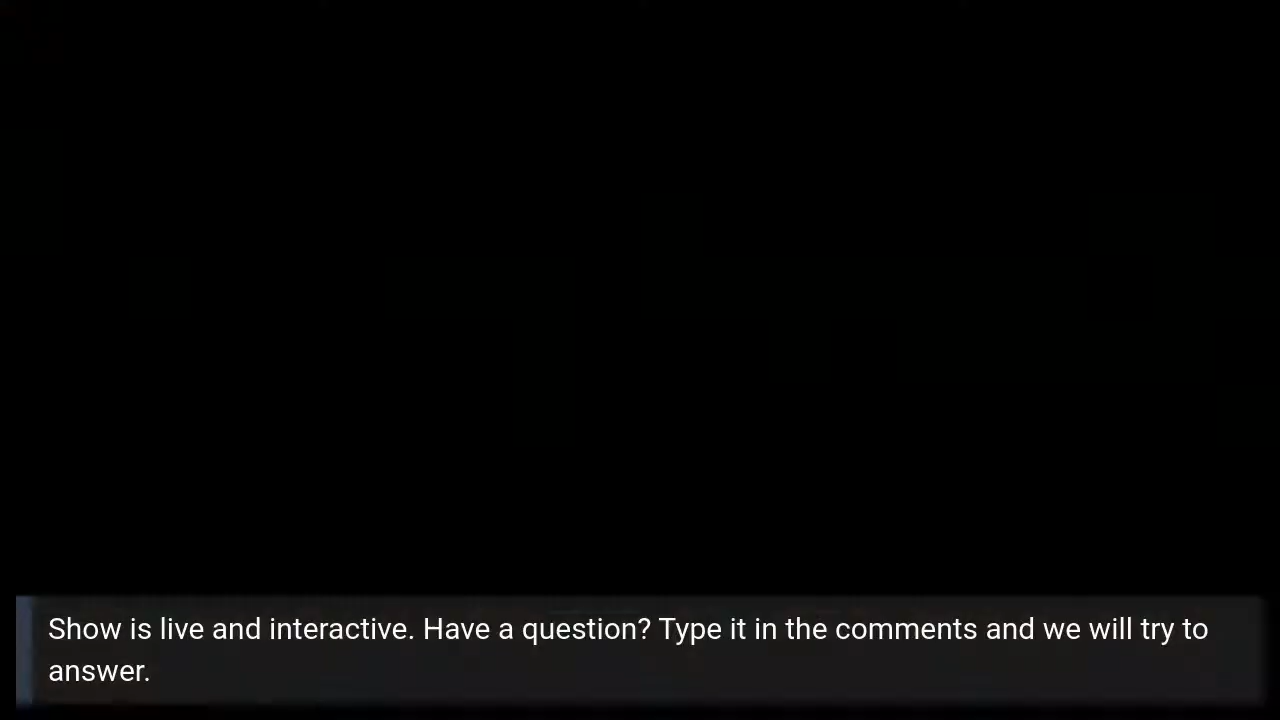 Show is live and interactive. Have a question? Type it in the comments and we will try to
answer.